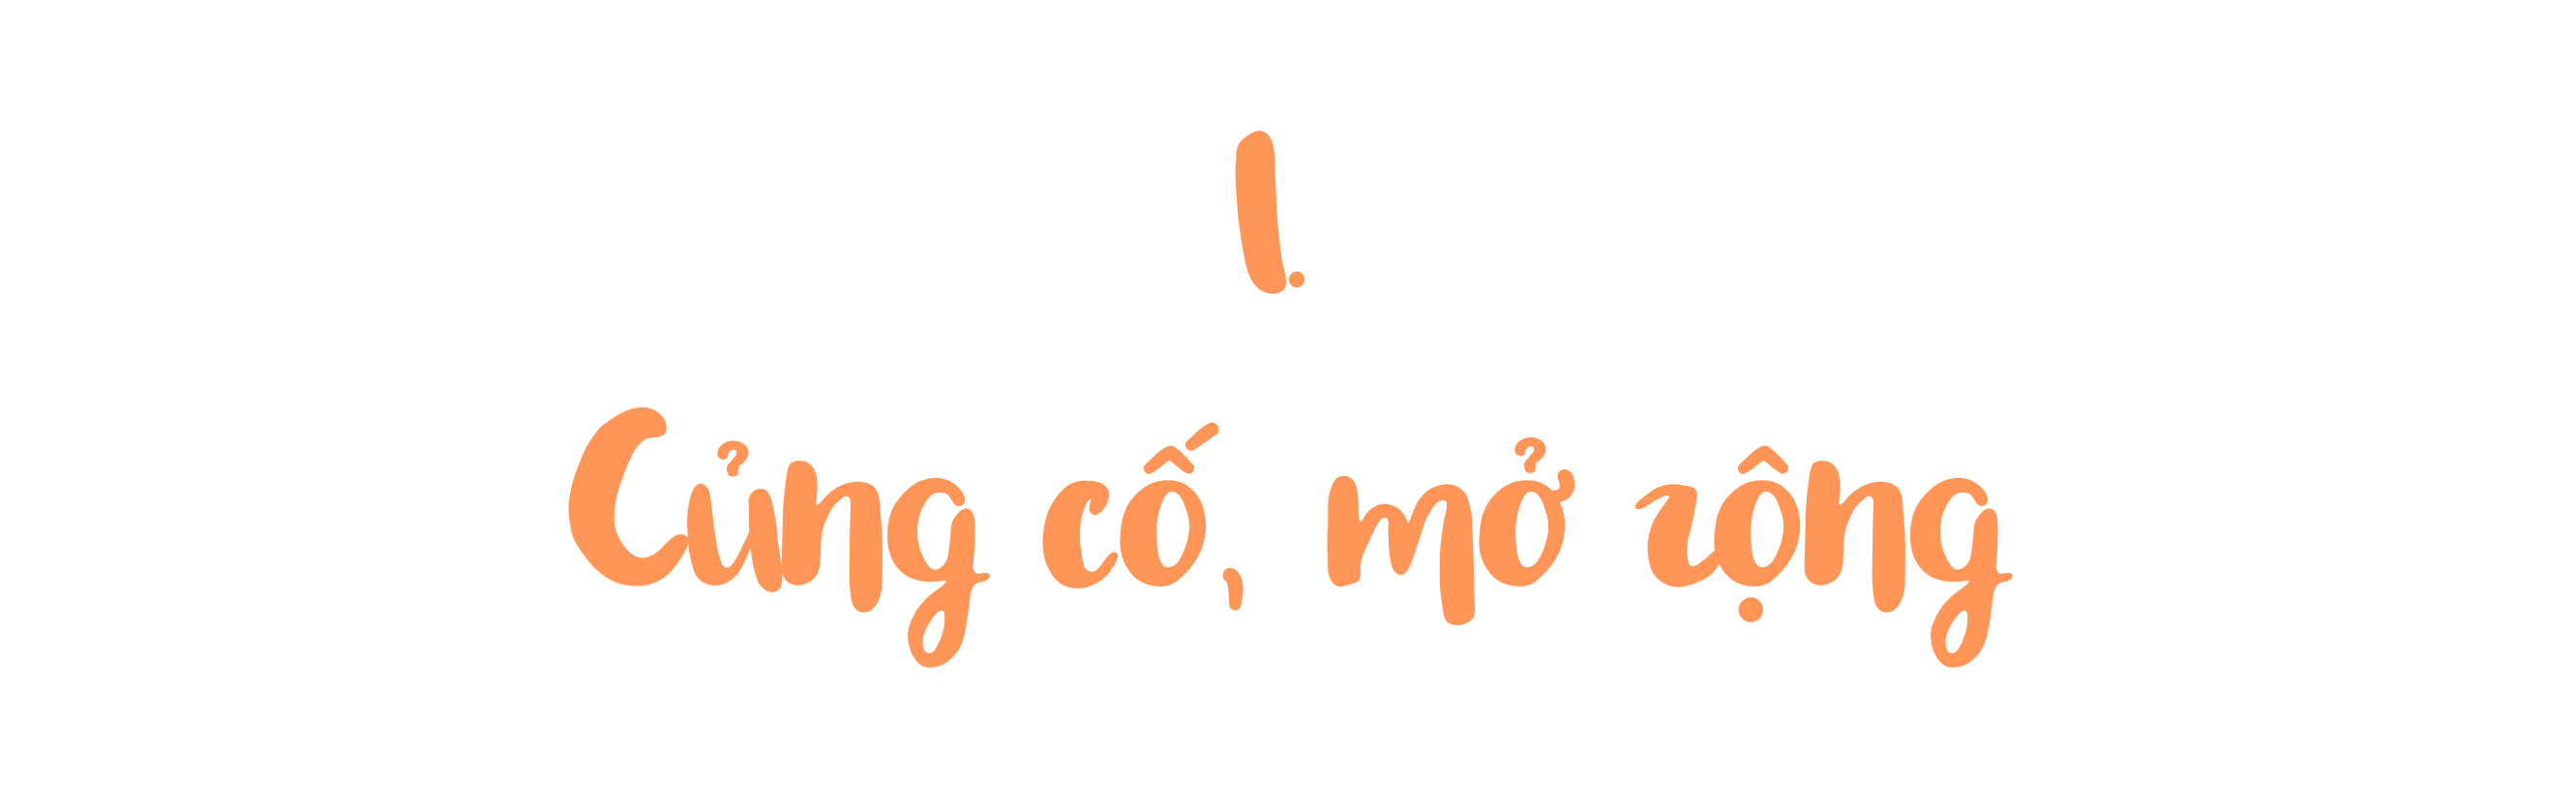 I.
Củng cố, mở rộng